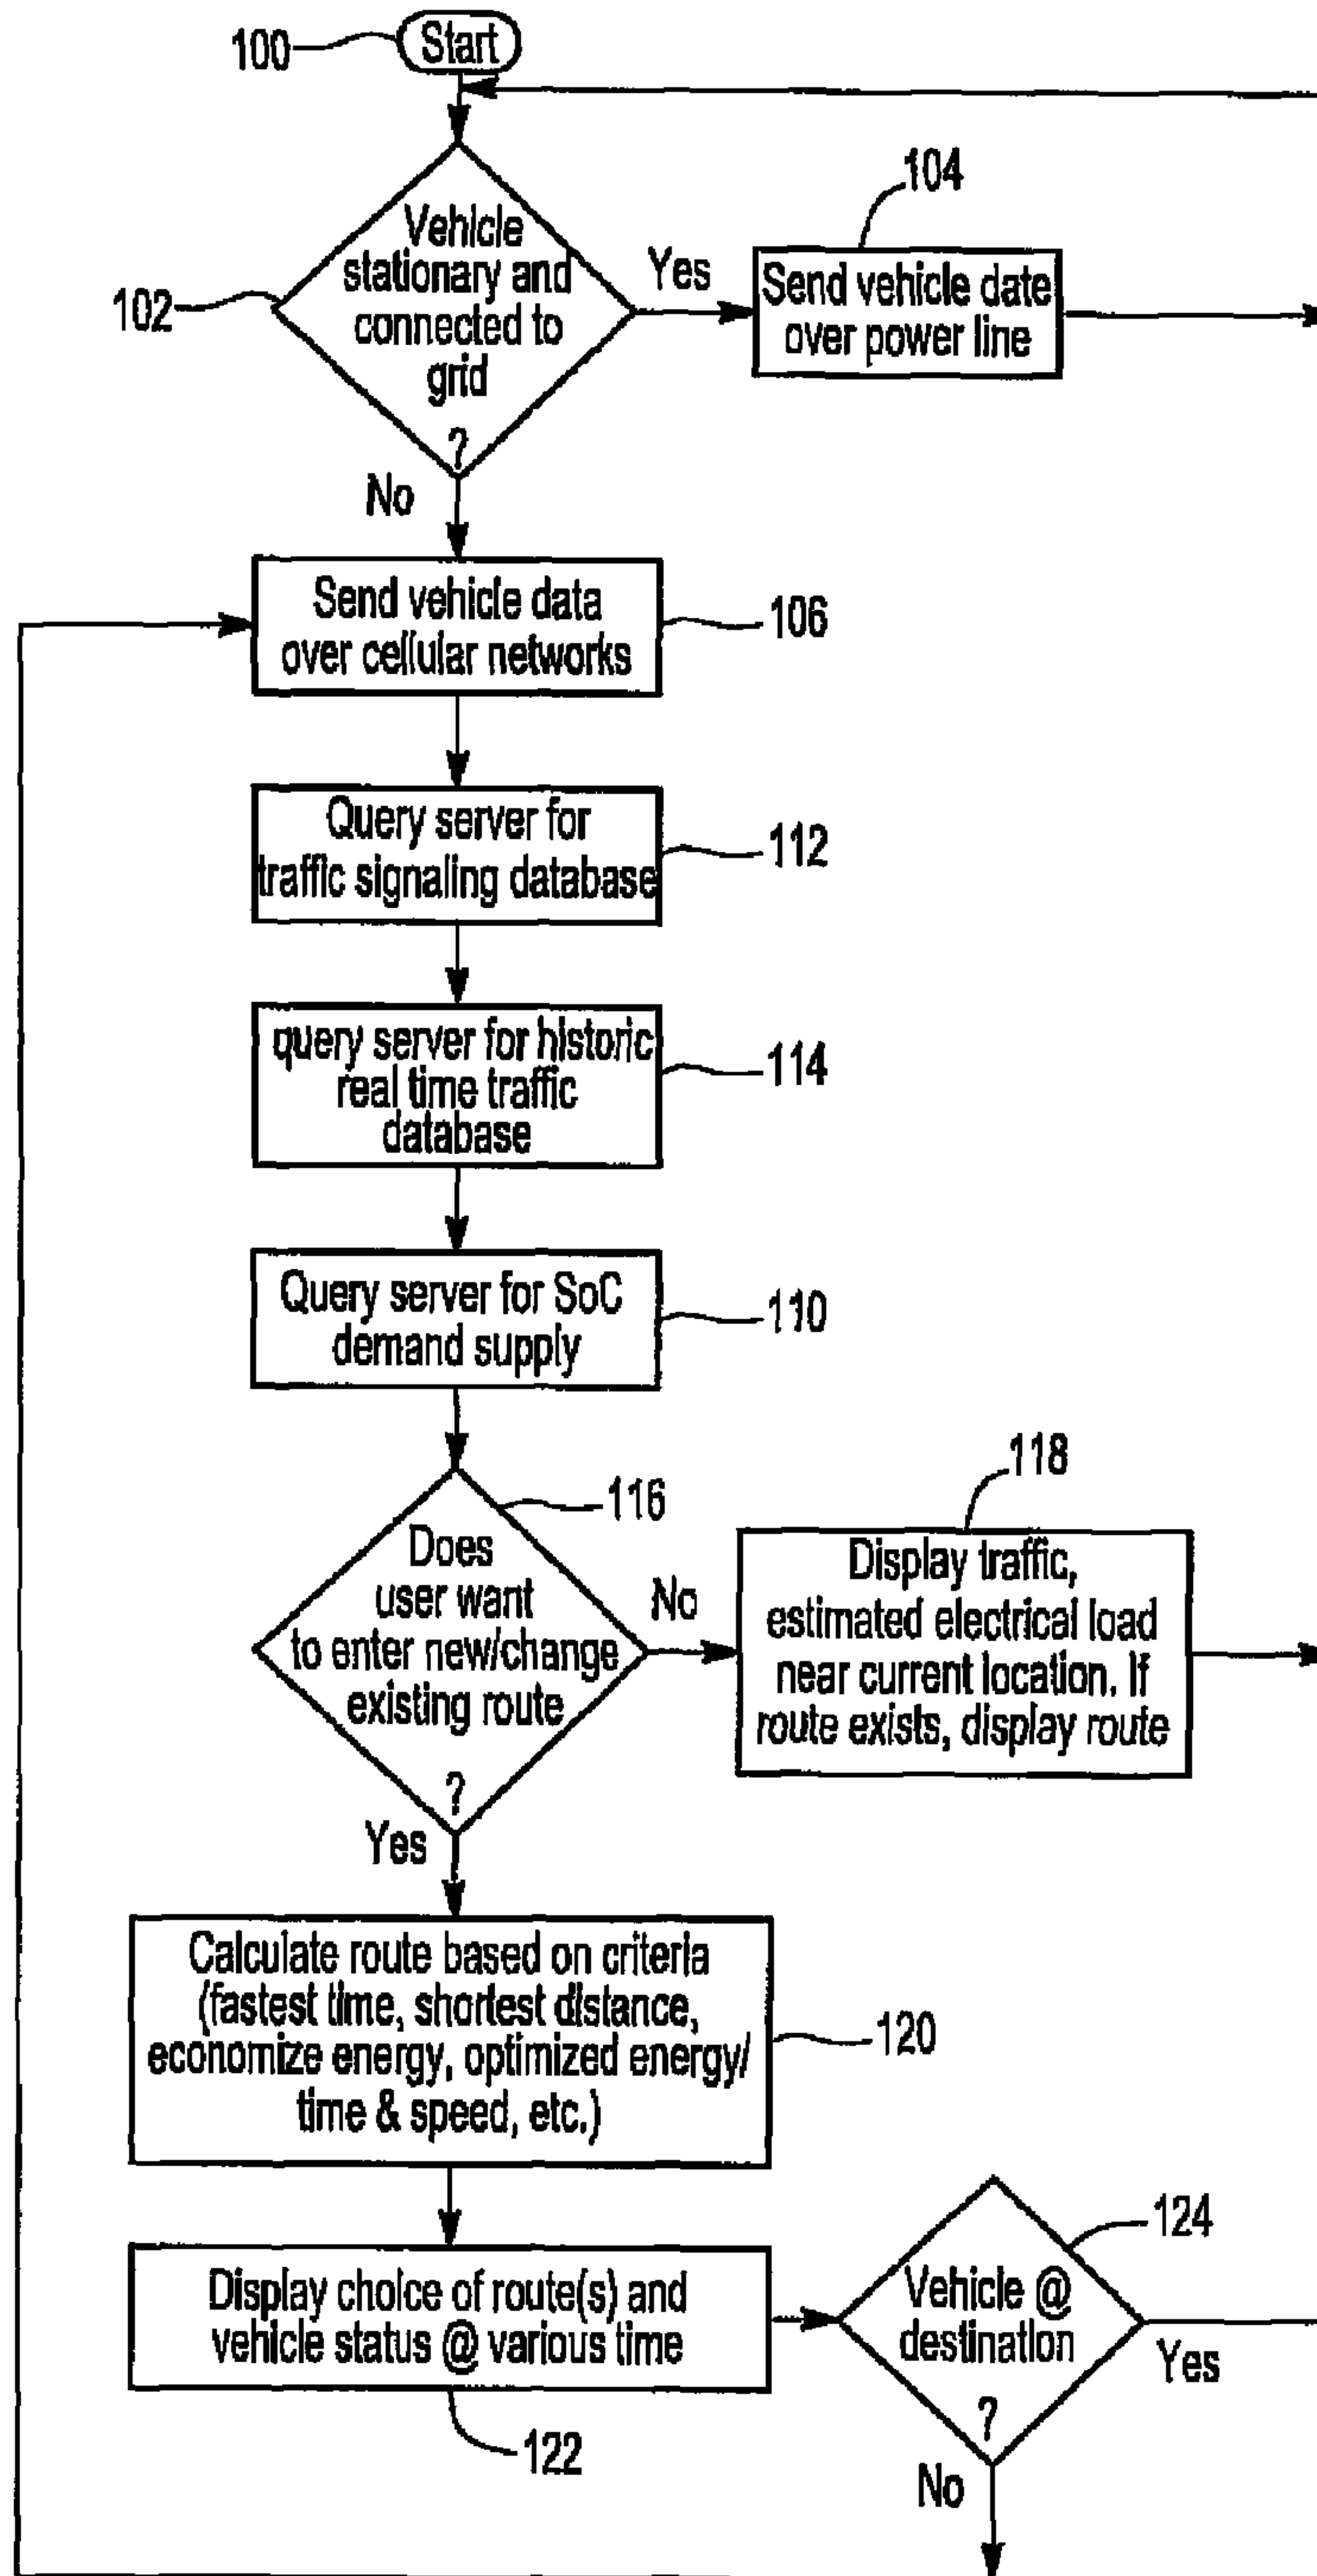 100
Start
104
Vehicle
stationary and
connected to
grid
?
102
Yes
Send vehicle date
over power line
No
Send vehicle data
over cellular networks
106
Query server for
traffic signaling database
112
query server for historic
real time traffic
database
114
Query server for SoC
demand supply
110
116
118
Does
user want
to enter new/change
existing route
?
No
Display traffic,
estimated electrical load
near current location. If
route exists, display route
Yes
Calculate route based on criteria
(fastest time, shortest distance,
economize energy, optimized energy/
time & speed, etc.)
120
124
Display choice of route(s) and
vehicle status @ various time
122
Vehicle @
destination
?
Yes
No